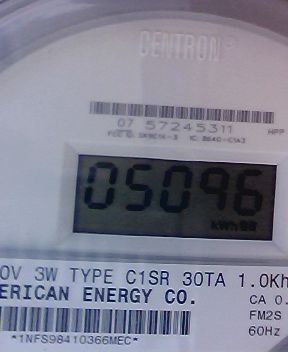 CENTRON®
07 57245311
HPP
05096
kWh
0V 3W TYPE C1SR 30TA 1.0Kh
ERICAN ENERGY CO.
CA 0.
FM2S
60Hz
*1NFS98410366MEC*